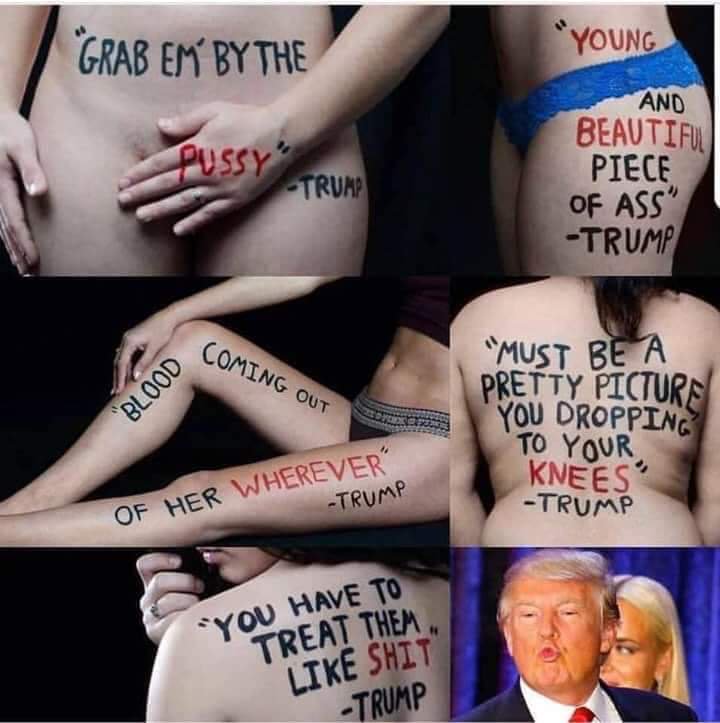 "GRAB EM' BY THE
PUSSY"
-TRUMP
"YOUNG
AND
BEAUTIFUL
PIECE
OF ASS"
-TRUMP
"BLOOD COMING OUT
OF HER WHEREVER"
-TRUMP
"MUST BE A
PRETTY PICTURE
YOU DROPPING
TO YOUR
KNEES"
-TRUMP
"YOU HAVE TO
TREAT THEM
LIKE SHIT"
-TRUMP